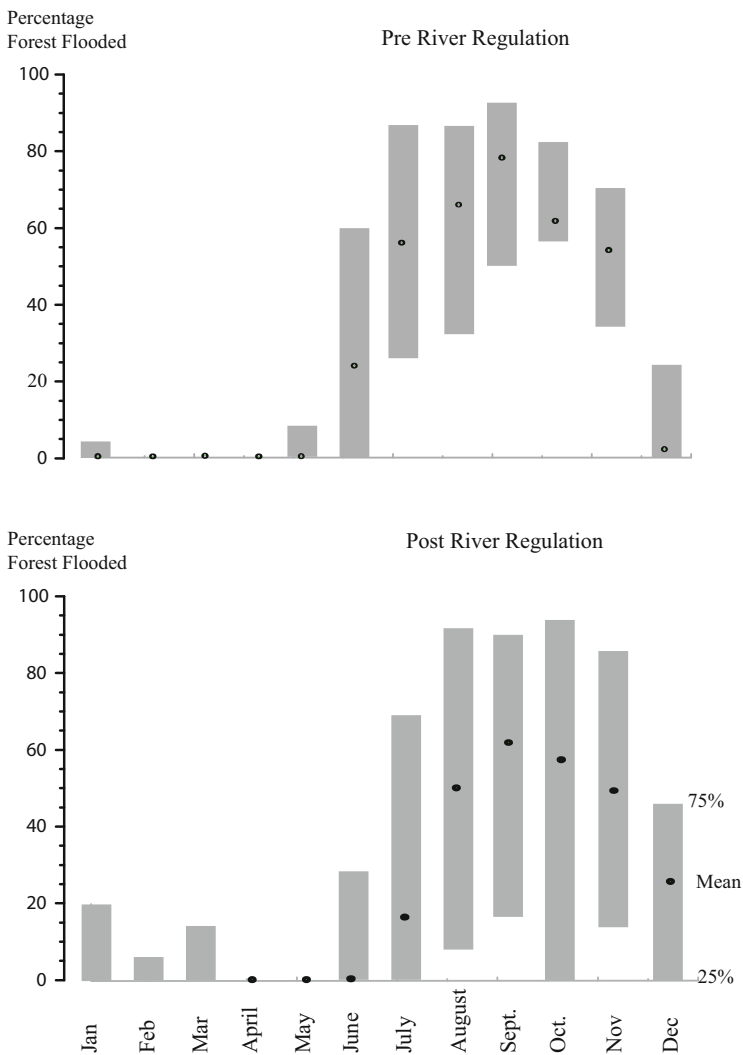 Percentage
Forest Flooded
Pre River Regulation
100
80
60
40
20
0
Percentage
Forest Flooded
Post River Regulation
100
80
60
40
20
0
75%
Mean
25%
Jan
Feb
Mar
April
May
June
July
August
Sept.
Oct.
Nov
Dec